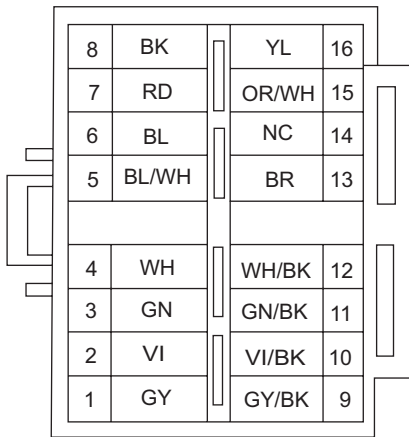 8 BK YL 16
7 RD OR/WH 15
6 BL NC 14
5 BL/WH BR 13
4 WH WH/BK 12
3 GN GN/BK 11
2 VI VI/BK 10
1 GY GY/BK 9